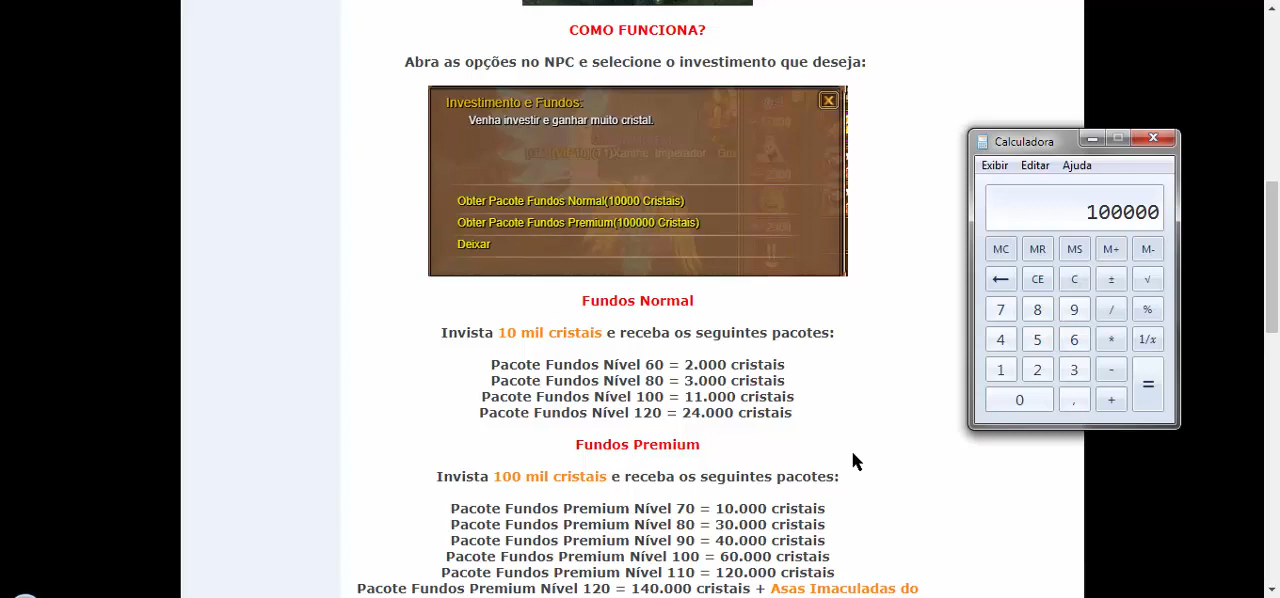 COMO FUNCIONA?
Abra as opções no NPC e selecione o investimento que deseja:
Investimento e Fundos:
Venha investir e ganhar muito cristal.
Obter Pacote Fundos Normal(10000 Cristais)
Obter Pacote Fundos Premium(100000 Cristais)
Deixar
Fundos Normal
Invista 10 mil cristais e receba os seguintes pacotes:
Pacote Fundos Nível 60 = 2.000 cristais
Pacote Fundos Nível 80 = 3.000 cristais
Pacote Fundos Nível 100 = 11.000 cristais
Pacote Fundos Nível 120 = 24.000 cristais
Fundos Premium
Invista 100 mil cristais e receba os seguintes pacotes:
Pacote Fundos Premium Nível 70 = 10.000 cristais
Pacote Fundos Premium Nível 80 = 30.000 cristais
Pacote Fundos Premium Nível 90 = 40.000 cristais
Pacote Fundos Premium Nível 100 = 60.000 cristais
Pacote Fundos Premium Nível 110 = 120.000 cristais
Pacote Fundos Premium Nível 120 = 140.000 cristais + Asas Imaculadas do
Calculadora
Exibir Editar Ajuda
100000
MC MR MS M+ M-
← CE C ± √
7 8 9 / %
4 5 6 * 1/x
1 2 3 - =
0 , +